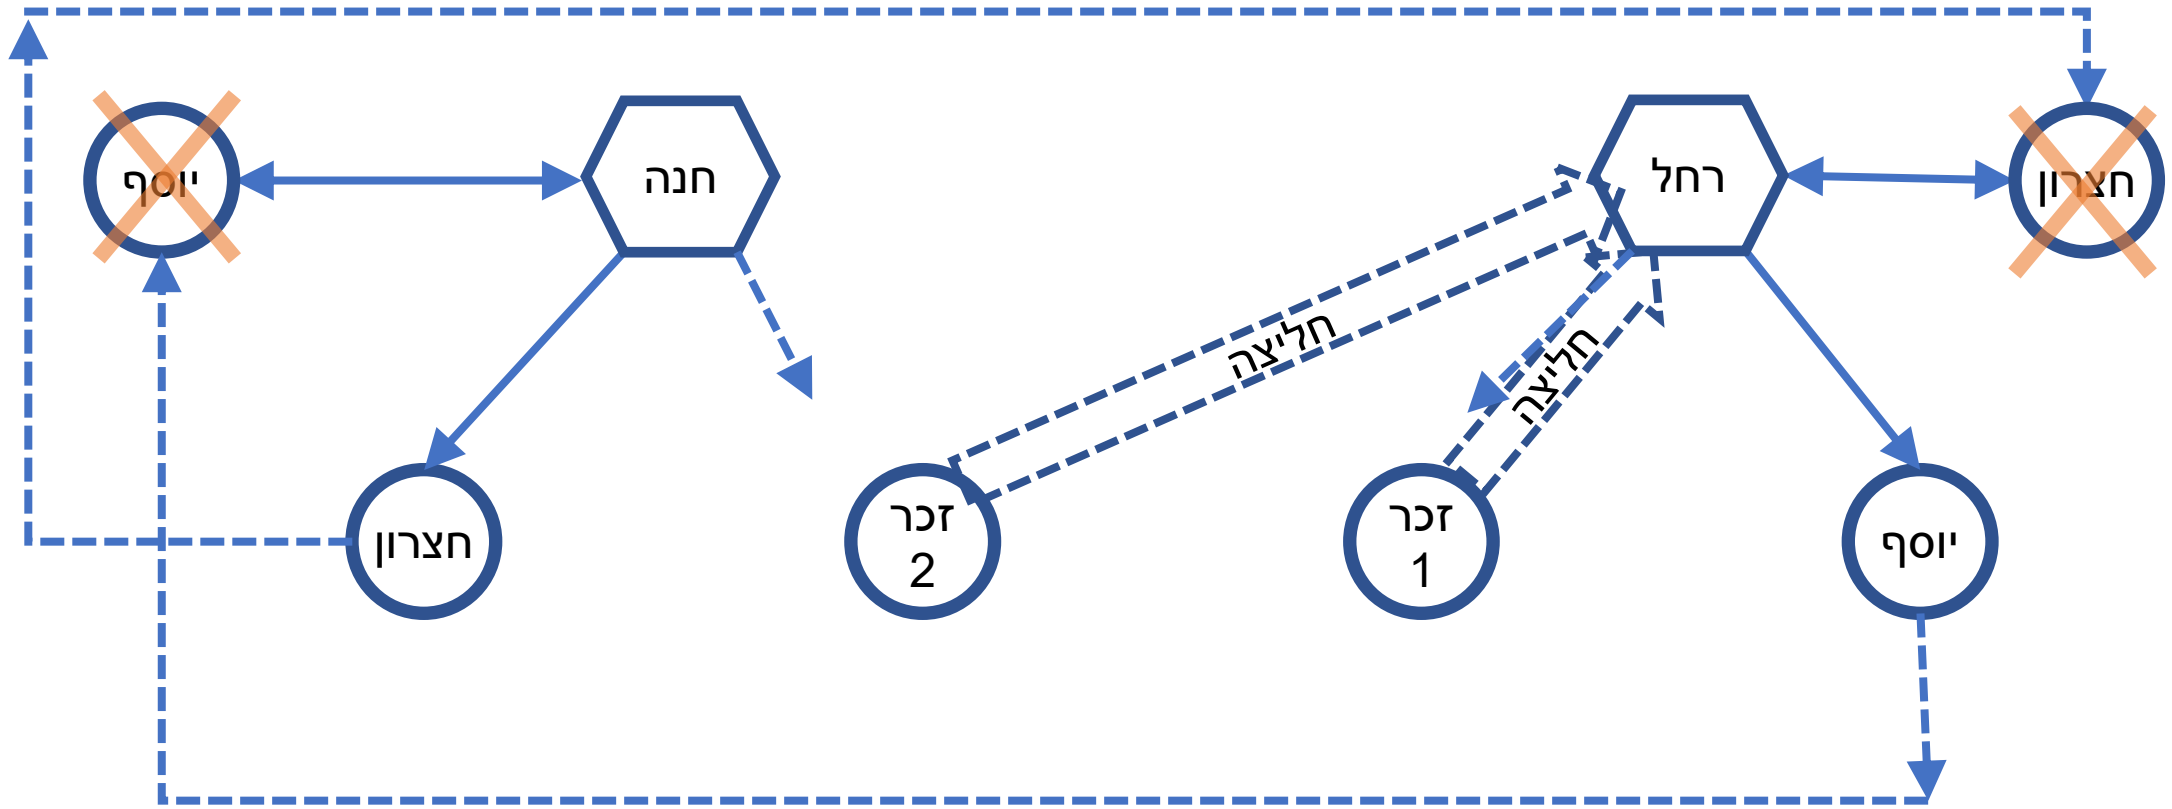 חצרון
רחל
חנה
יוסף
חליצה
חליצה
יוסף
זכר
1
זכר
2
חצרון